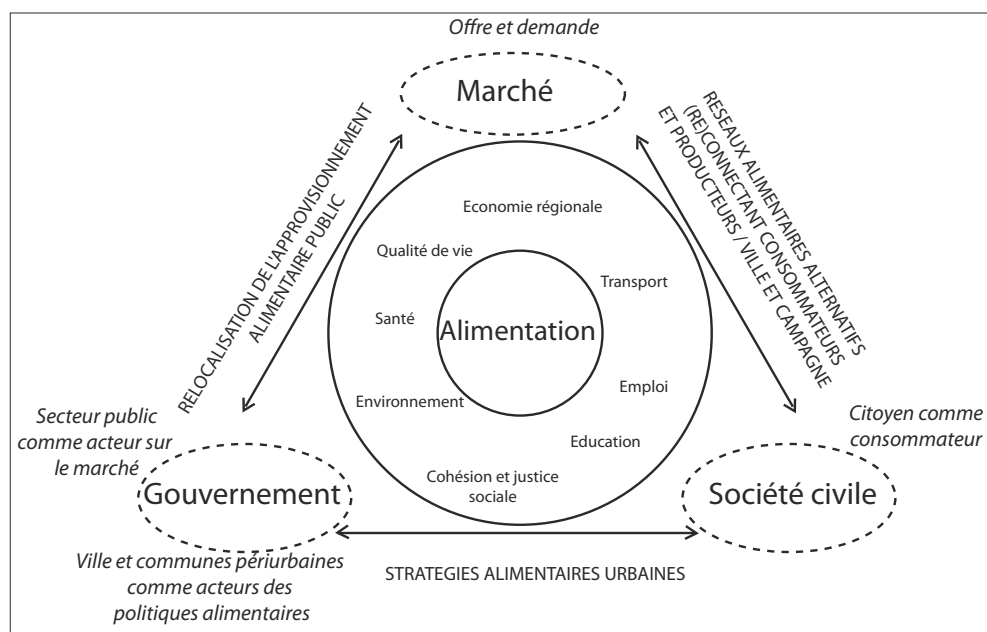 Offre et demande
Marché
RELOCALISATION DE L'APPROVISIONNEMENT
ALIMENTAIRE PUBLIC
RESEAUX ALIMENTAIRES ALTERNATIFS
(RE)CONNECTANT CONSOMMATEURS
ET PRODUCTEURS / VILLE ET CAMPAGNE
Economie régionale
Qualité de vie
Transport
Santé
Alimentation
Emploi
Environnement
Education
Cohésion et justice
sociale
Secteur public
comme acteur sur
le marché
Gouvernement
Ville et communes périurbaines
comme acteurs des
politiques alimentaires
Citoyen comme
consommateur
Société civile
STRATEGIES ALIMENTAIRES URBAINES